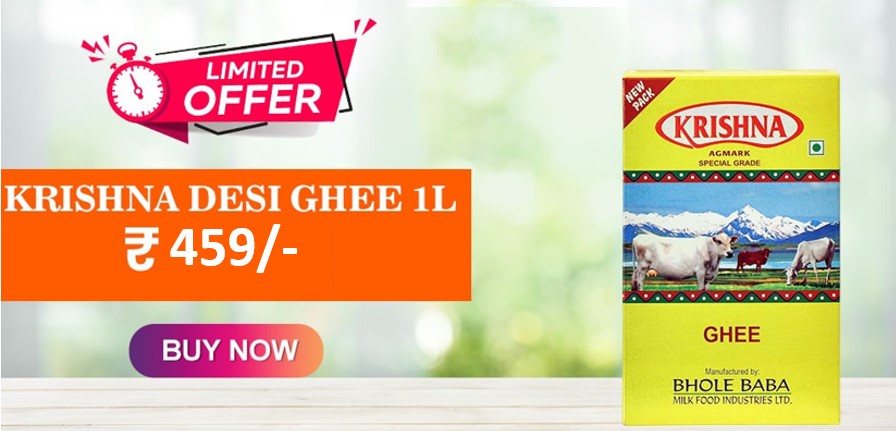 LIMITED
OFFER
KRISHNA DESI GHEE 1L
₹ 459/-
BUY NOW
NEW
PACK
KRISHNA
AGMARK
SPECIAL GRADE
GHEE
Manufactured by:
BHOLE BABA
MILK FOOD INDUSTRIES LTD.